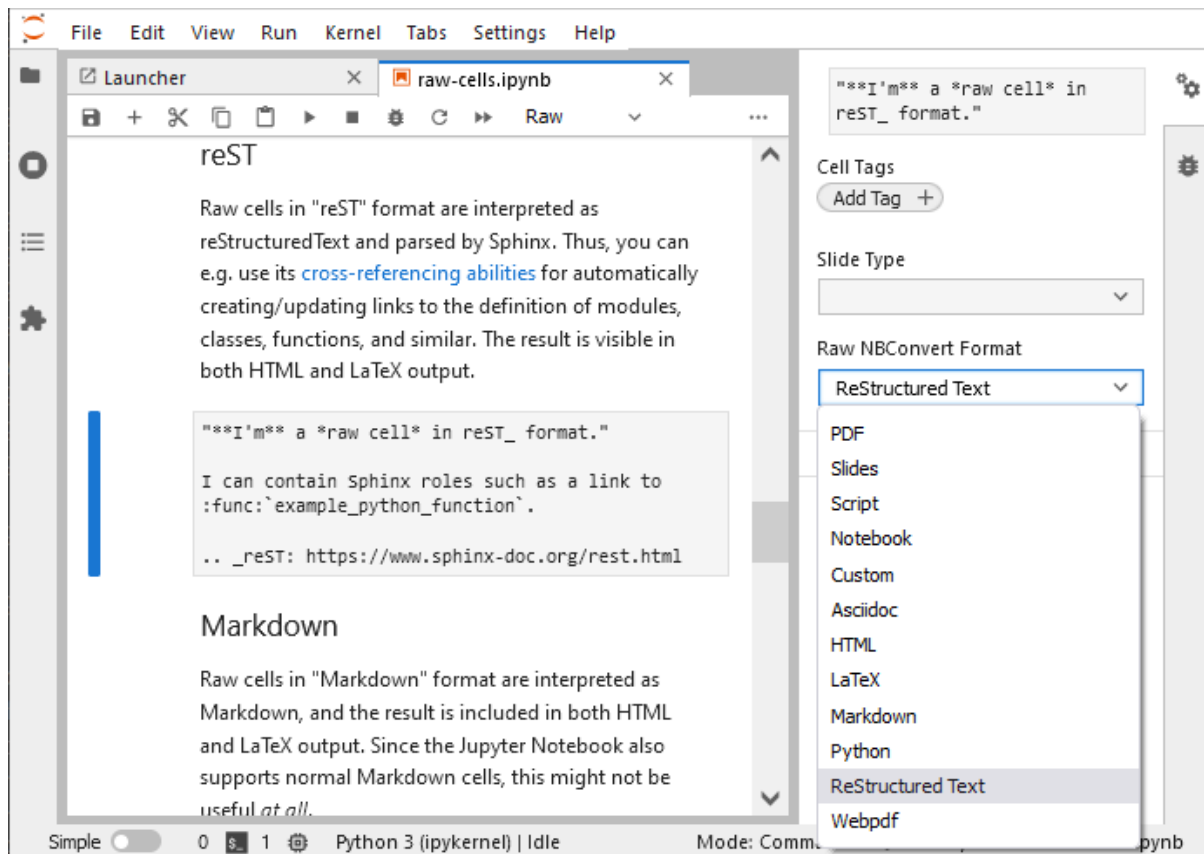 File Edit View Run Kernel Tabs Settings Help
Launcher
raw-cells.ipynb
Raw
reST
Raw cells in "reST" format are interpreted as
reStructuredText and parsed by Sphinx. Thus, you can
e.g. use its cross-referencing abilities for automatically
creating/updating links to the definition of modules,
classes, functions, and similar. The result is visible in
both HTML and LaTeX output.
"**I'm** a *raw cell* in reST_ format."
I can contain Sphinx roles such as a link to
:func:`example_python_function`.
.. _reST: https://www.sphinx-doc.org/rest.html
Markdown
Raw cells in "Markdown" format are interpreted as
Markdown, and the result is included in both HTML
and LaTeX output. Since the Jupyter Notebook also
supports normal Markdown cells, this might not be
useful at all.
"**I'm** a *raw cell* in
reST_ format."
Cell Tags
Add Tag +
Slide Type
Raw NBConvert Format
ReStructured Text
PDF
Slides
Script
Notebook
Custom
Asciidoc
HTML
LaTeX
Markdown
Python
ReStructured Text
Webpdf
Simple 0 1 Python 3 (ipykernel) | Idle Mode: Comm ynb